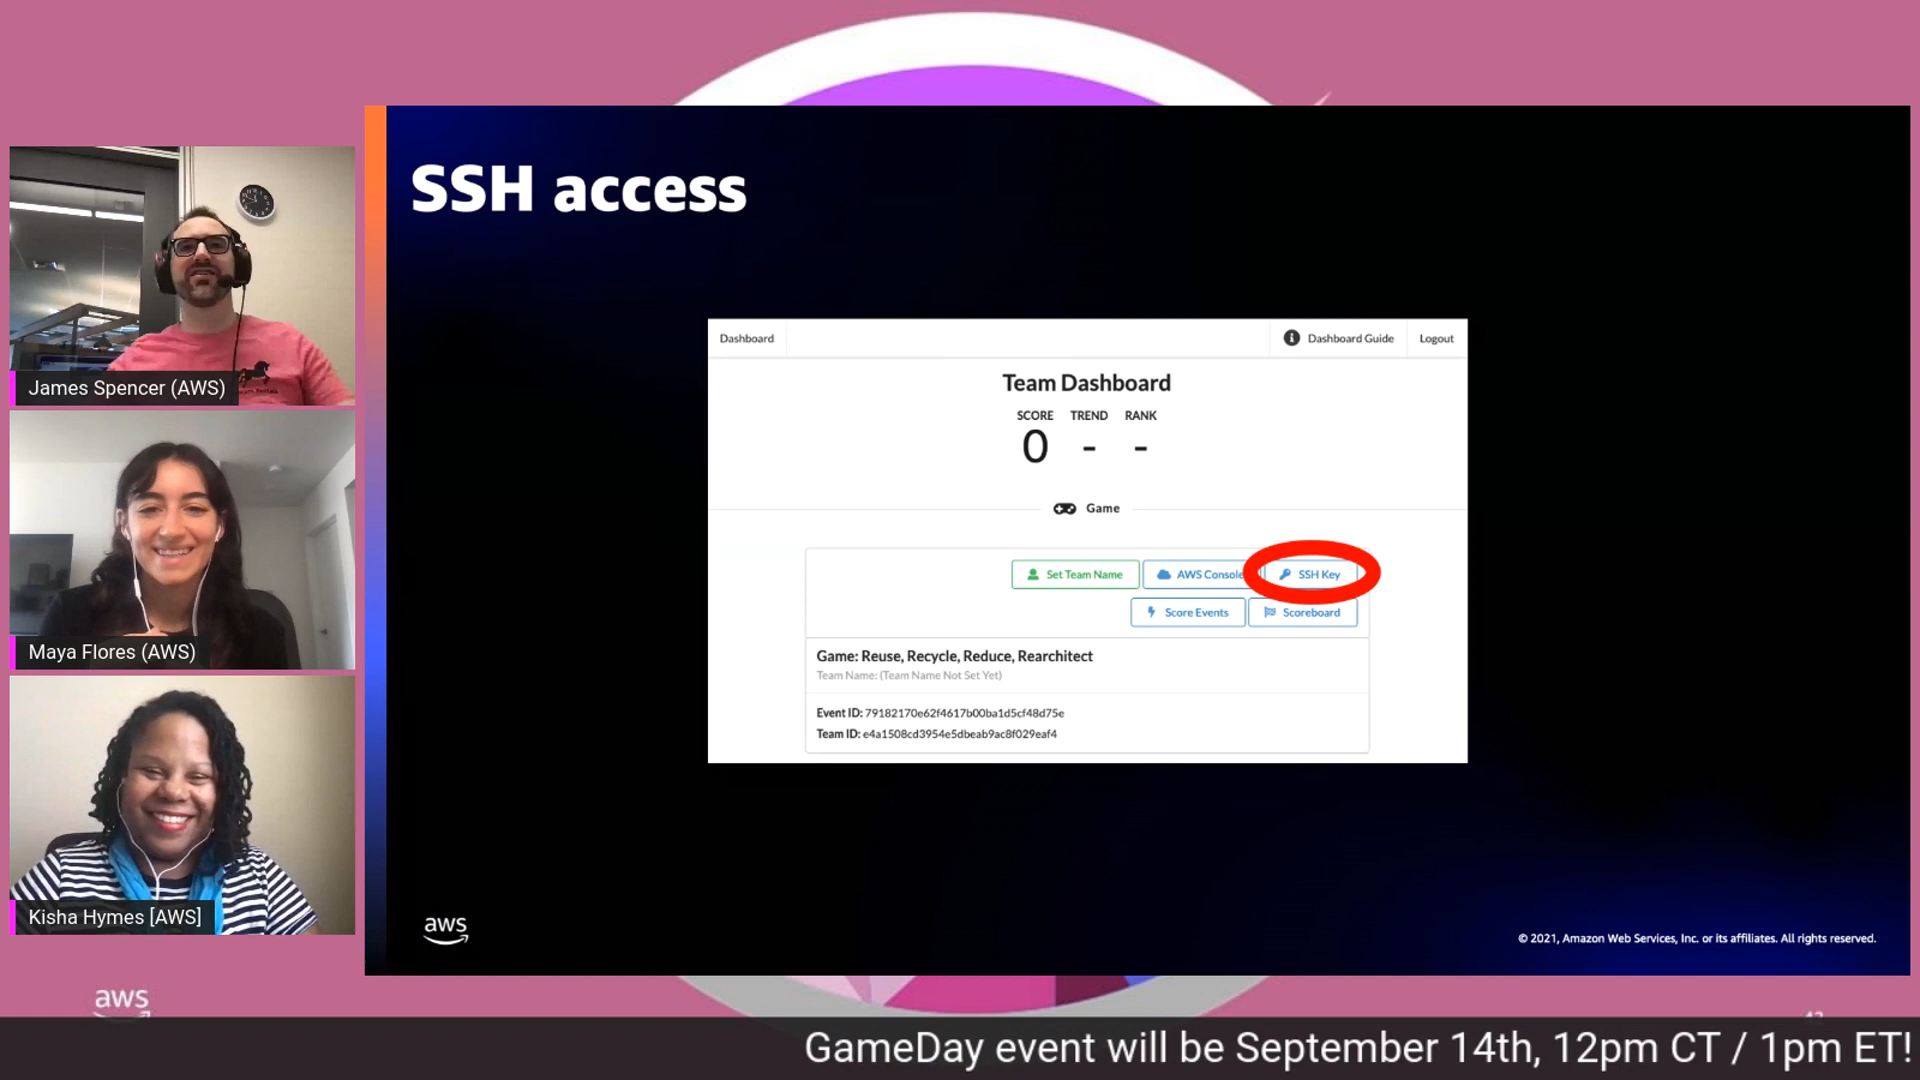 SSH access
Dashboard
Dashboard Guide
Logout
Team Dashboard
SCORE TREND RANK
0 - -
Game
Set Team Name
AWS Console
SSH Key
Score Events
Scoreboard
Game: Reuse, Recycle, Reduce, Rearchitect
Team Name: (Team Name Not Set Yet)
Event ID: 79182170e62f4617b00ba1d5cf48d75e
Team ID: e4a1508cd3954e5dbeab9ac8f029eaf4
James Spencer (AWS)
Maya Flores (AWS)
Kisha Hymes [AWS]
aws
© 2021, Amazon Web Services, Inc. or its affiliates. All rights reserved.
aws
GameDay event will be September 14th, 12pm CT / 1pm ET!